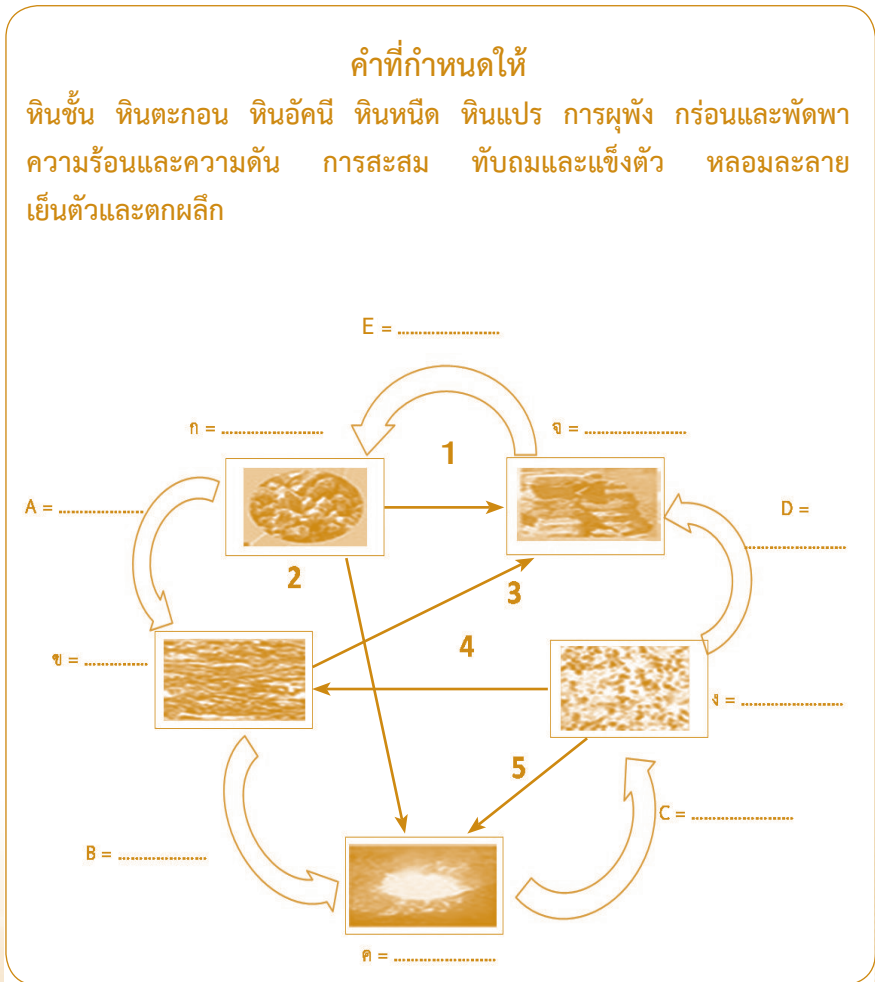 คำที่กำหนดให้
หินชั้น หินตะกอน หินอัคนี หินหนืด หินแปร การผุพัง กร่อนและพัดพา
ความร้อนและความดัน การสะสม ทับถมและแข็งตัว หลอมละลาย
เย็นตัวและตกผลึก
E = ........................
ก = ........................
จ = ........................
1
A = ....................
D =
........................
2
3
4
ข = ...............
ง = ........................
5
C = ........................
B = .....................
ค = ........................